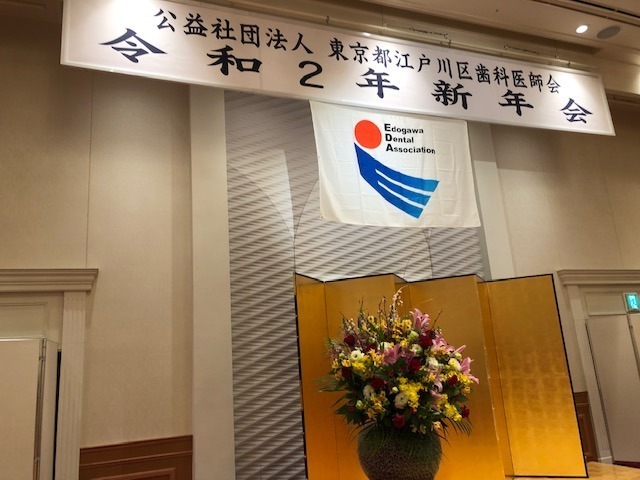 公益社団法人 東京都江戸川区歯科医師会
令和2年新年会
Edogawa
Dental
Association